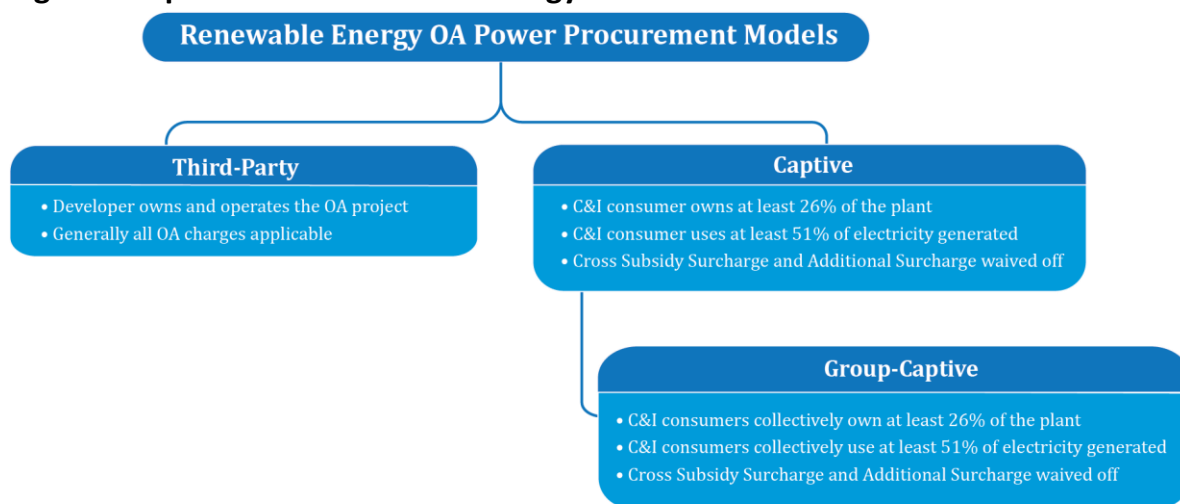 Renewable Energy OA Power Procurement Models
Third-Party
• Developer owns and operates the OA project
• Generally all OA charges applicable
Captive
• C&I consumer owns at least 26% of the plant
• C&I consumer uses at least 51% of electricity generated
• Cross Subsidy Surcharge and Additional Surcharge waived off
Group-Captive
• C&I consumers collectively own at least 26% of the plant
• C&I consumers collectively use at least 51% of electricity generated
• Cross Subsidy Surcharge and Additional Surcharge waived off